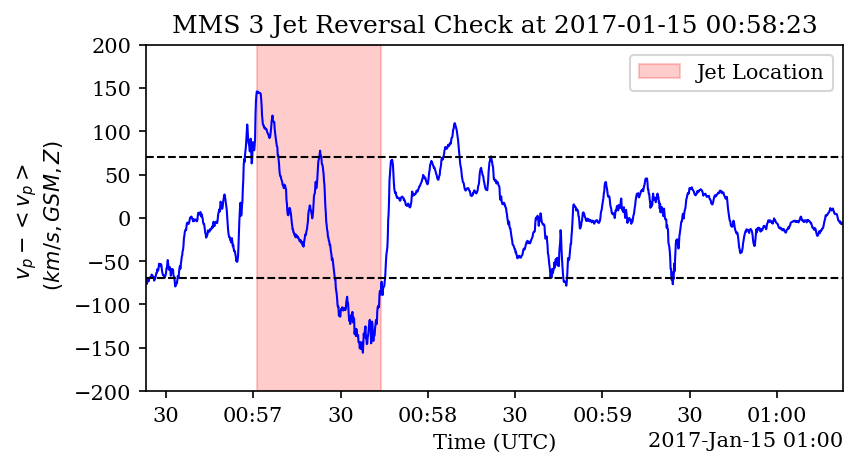 MMS 3 Jet Reversal Check at 2017-01-15 00:58:23
v_p − < v_p >
(km/s, GSM, Z)
200
150
100
50
0
−50
−100
−150
−200
Jet Location
30 00:57 30 00:58 30 00:59 30 01:00
Time (UTC) 2017-Jan-15 01:00